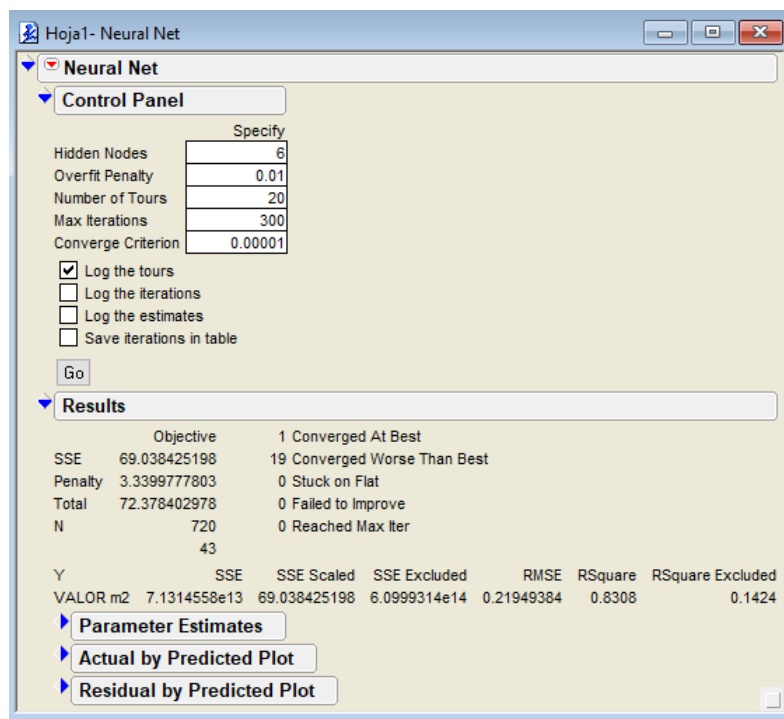 Hoja1- Neural Net
Neural Net
Control Panel
Specify
Hidden Nodes 6
Overfit Penalty 0.01
Number of Tours 20
Max Iterations 300
Converge Criterion 0.00001
Log the tours
Log the iterations
Log the estimates
Save iterations in table
Go
Results
Objective 1 Converged At Best
SSE 69.038425198 19 Converged Worse Than Best
Penalty 3.3399777803 0 Stuck on Flat
Total 72.378402978 0 Failed to Improve
N 720 0 Reached Max Iter
43
Y SSE SSE Scaled SSE Excluded RMSE RSquare RSquare Excluded
VALOR m2 7.1314558e13 69.038425198 6.0999314e14 0.21949384 0.8308 0.1424
Parameter Estimates
Actual by Predicted Plot
Residual by Predicted Plot